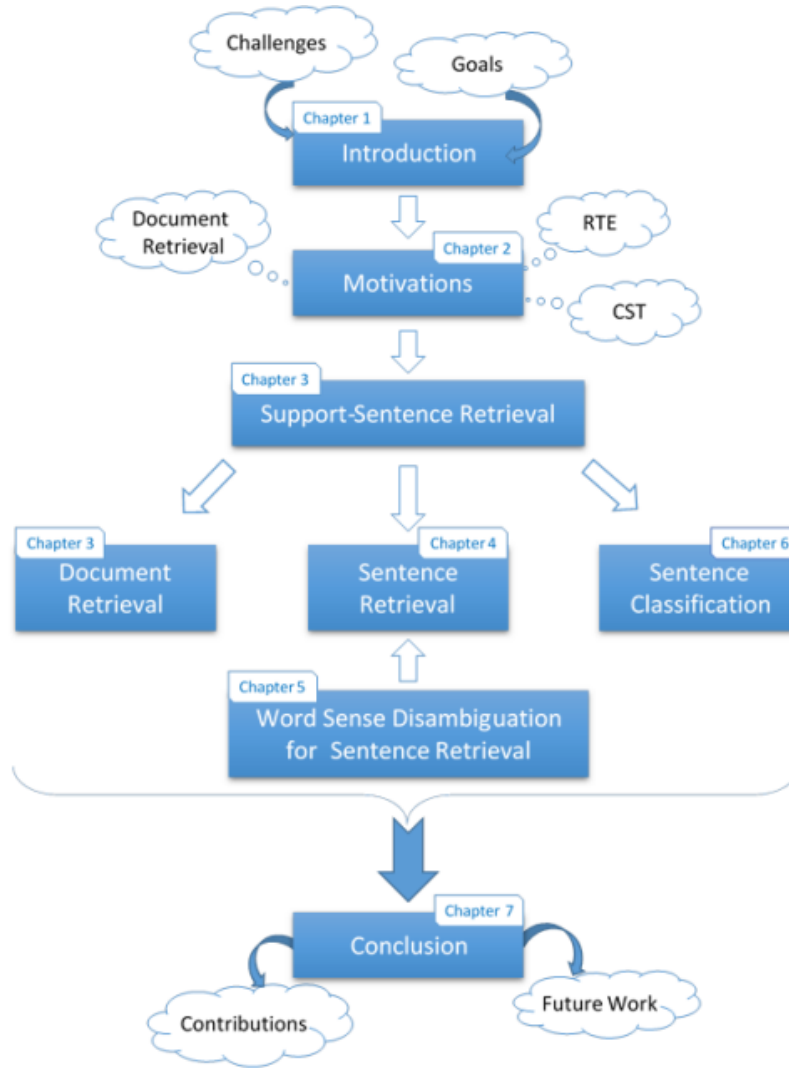 Challenges
Goals
Chapter 1
Introduction
Document
Retrieval
RTE
Chapter 2
Motivations
CST
Chapter 3
Support-Sentence Retrieval
Chapter 3
Document
Retrieval
Chapter 4
Sentence
Retrieval
Chapter 6
Sentence
Classification
Chapter 5
Word Sense Disambiguation
for Sentence Retrieval
Chapter 7
Conclusion
Contributions
Future Work